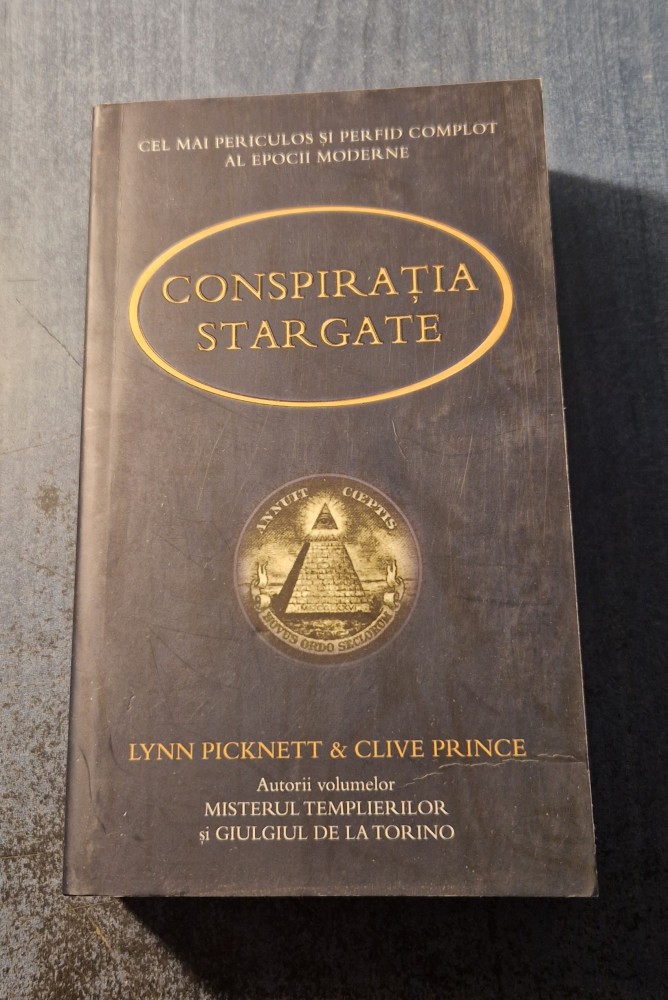 CEL MAI PERICULOS ȘI PERFID COMPLOT
AL EPOCII MODERNE
CONSPIRAȚIA
STARGATE
ANNUIT CŒPTIS
MDCCLXXVI
NOVUS ORDO SECLORUM
LYNN PICKNETT & CLIVE PRINCE
Autorii volumelor
MISTERUL TEMPLIERILOR
și GIULGIUL DE LA TORINO